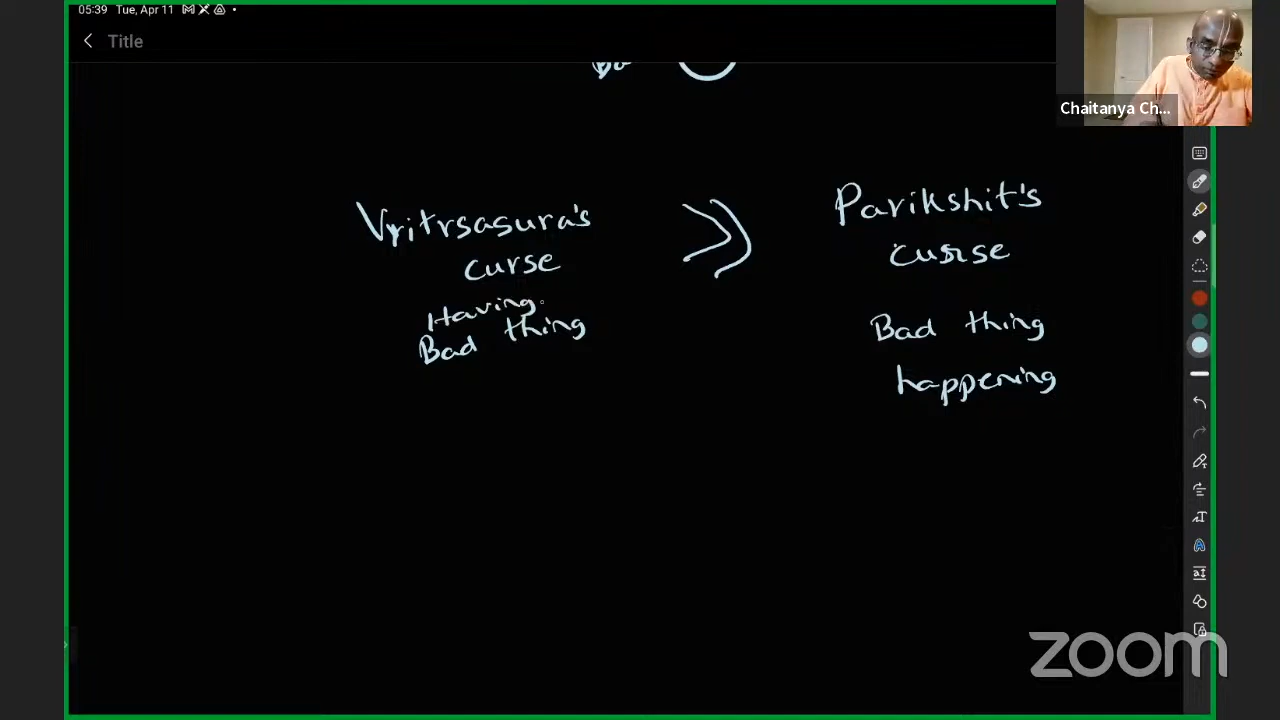 05:39 Tue, Apr 11
Title
Chaitanya Ch...
Vritrsasura's
curse
Having
Bad thing
>>
Parikshit's
curse
Bad thing
happening
zoom